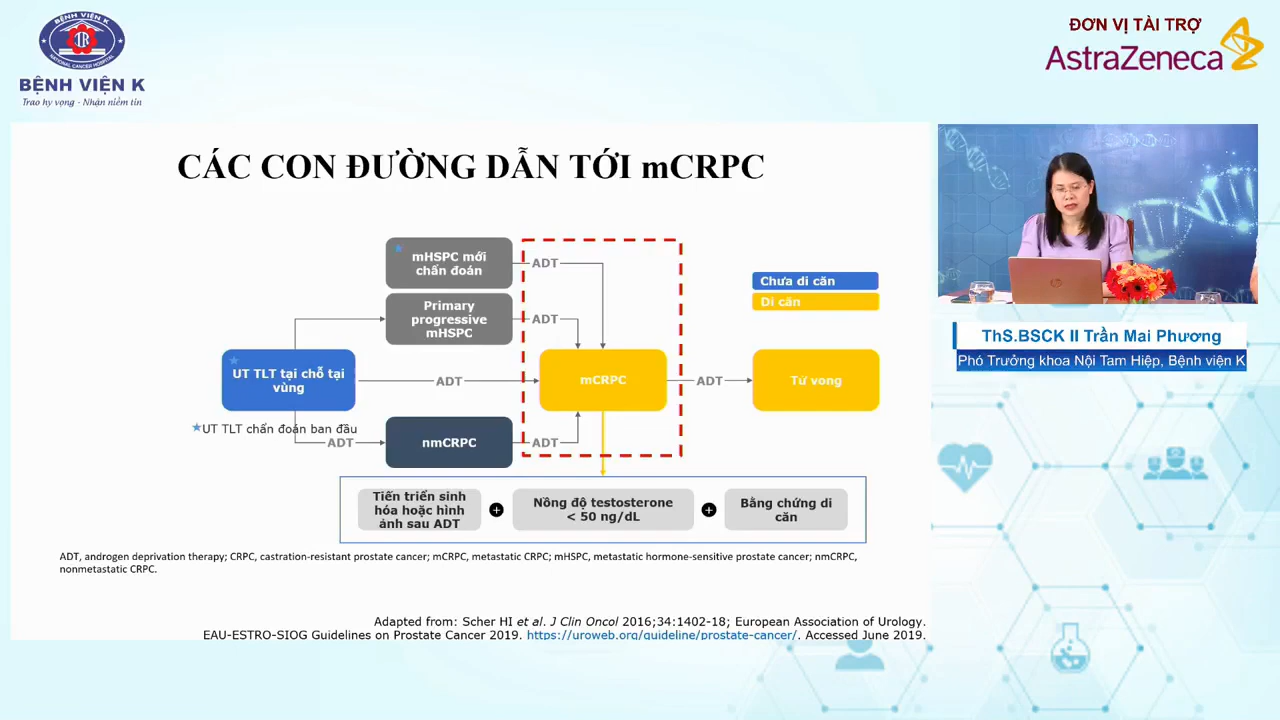 BỆNH VIỆN K
NATIONAL CANCER HOSPITAL
BỆNH VIỆN K
Trao hy vọng - Nhận niềm tin
ĐƠN VỊ TÀI TRỢ
AstraZeneca
CÁC CON ĐƯỜNG DẪN TỚI mCRPC
mHSPC mới
chẩn đoán
ADT
Primary
progressive
mHSPC
ADT
Chưa di căn
Di căn
UT TLT tại chỗ tại
vùng
ADT
mCRPC
ADT
Tử vong
UT TLT chẩn đoán ban đầu
ADT
nmCRPC
ADT
Tiến triển sinh
hóa hoặc hình
ảnh sau ADT
+
Nồng độ testosterone
< 50 ng/dL
+
Bằng chứng di
căn
ADT, androgen deprivation therapy; CRPC, castration-resistant prostate cancer; mCRPC, metastatic CRPC; mHSPC, metastatic hormone-sensitive prostate cancer; nmCRPC,
nonmetastatic CRPC.
Adapted from: Scher HI et al. J Clin Oncol 2016;34:1402-18; European Association of Urology.
EAU-ESTRO-SIOG Guidelines on Prostate Cancer 2019. https://uroweb.org/guideline/prostate-cancer/. Accessed June 2019.
ThS.BSCK II Trần Mai Phương
Phó Trưởng khoa Nội Tam Hiệp, Bệnh viện K